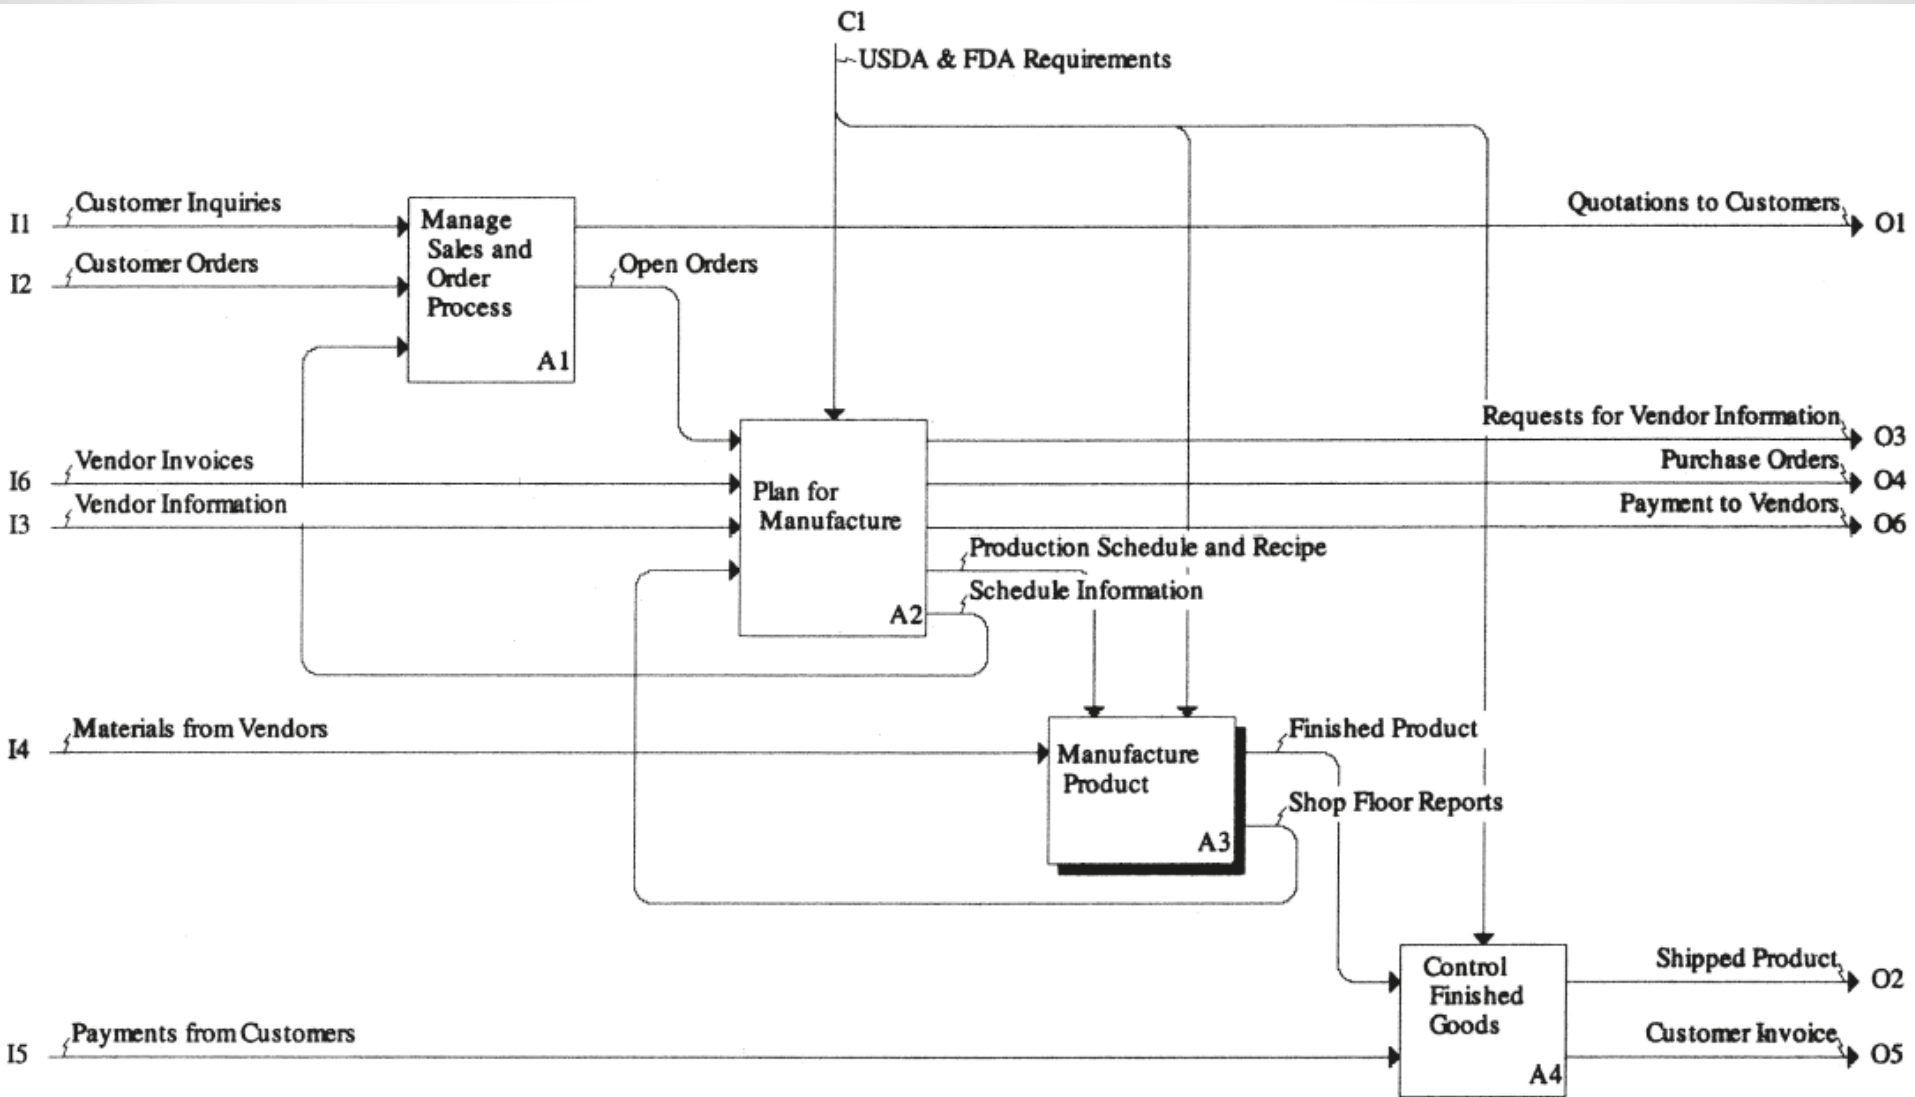 C1
USDA & FDA Requirements
Customer Inquiries
I1
Customer Orders
I2
Manage
Sales and
Order
Process
A1
Open Orders
Quotations to Customers
O1
Vendor Invoices
I6
Vendor Information
I3
Plan for
Manufacture
A2
Requests for Vendor Information
O3
Purchase Orders
O4
Payment to Vendors
O6
Production Schedule and Recipe
Schedule Information
Materials from Vendors
I4
Manufacture
Product
A3
Finished Product
Shop Floor Reports
Payments from Customers
I5
Control
Finished
Goods
A4
Shipped Product
O2
Customer Invoice
O5